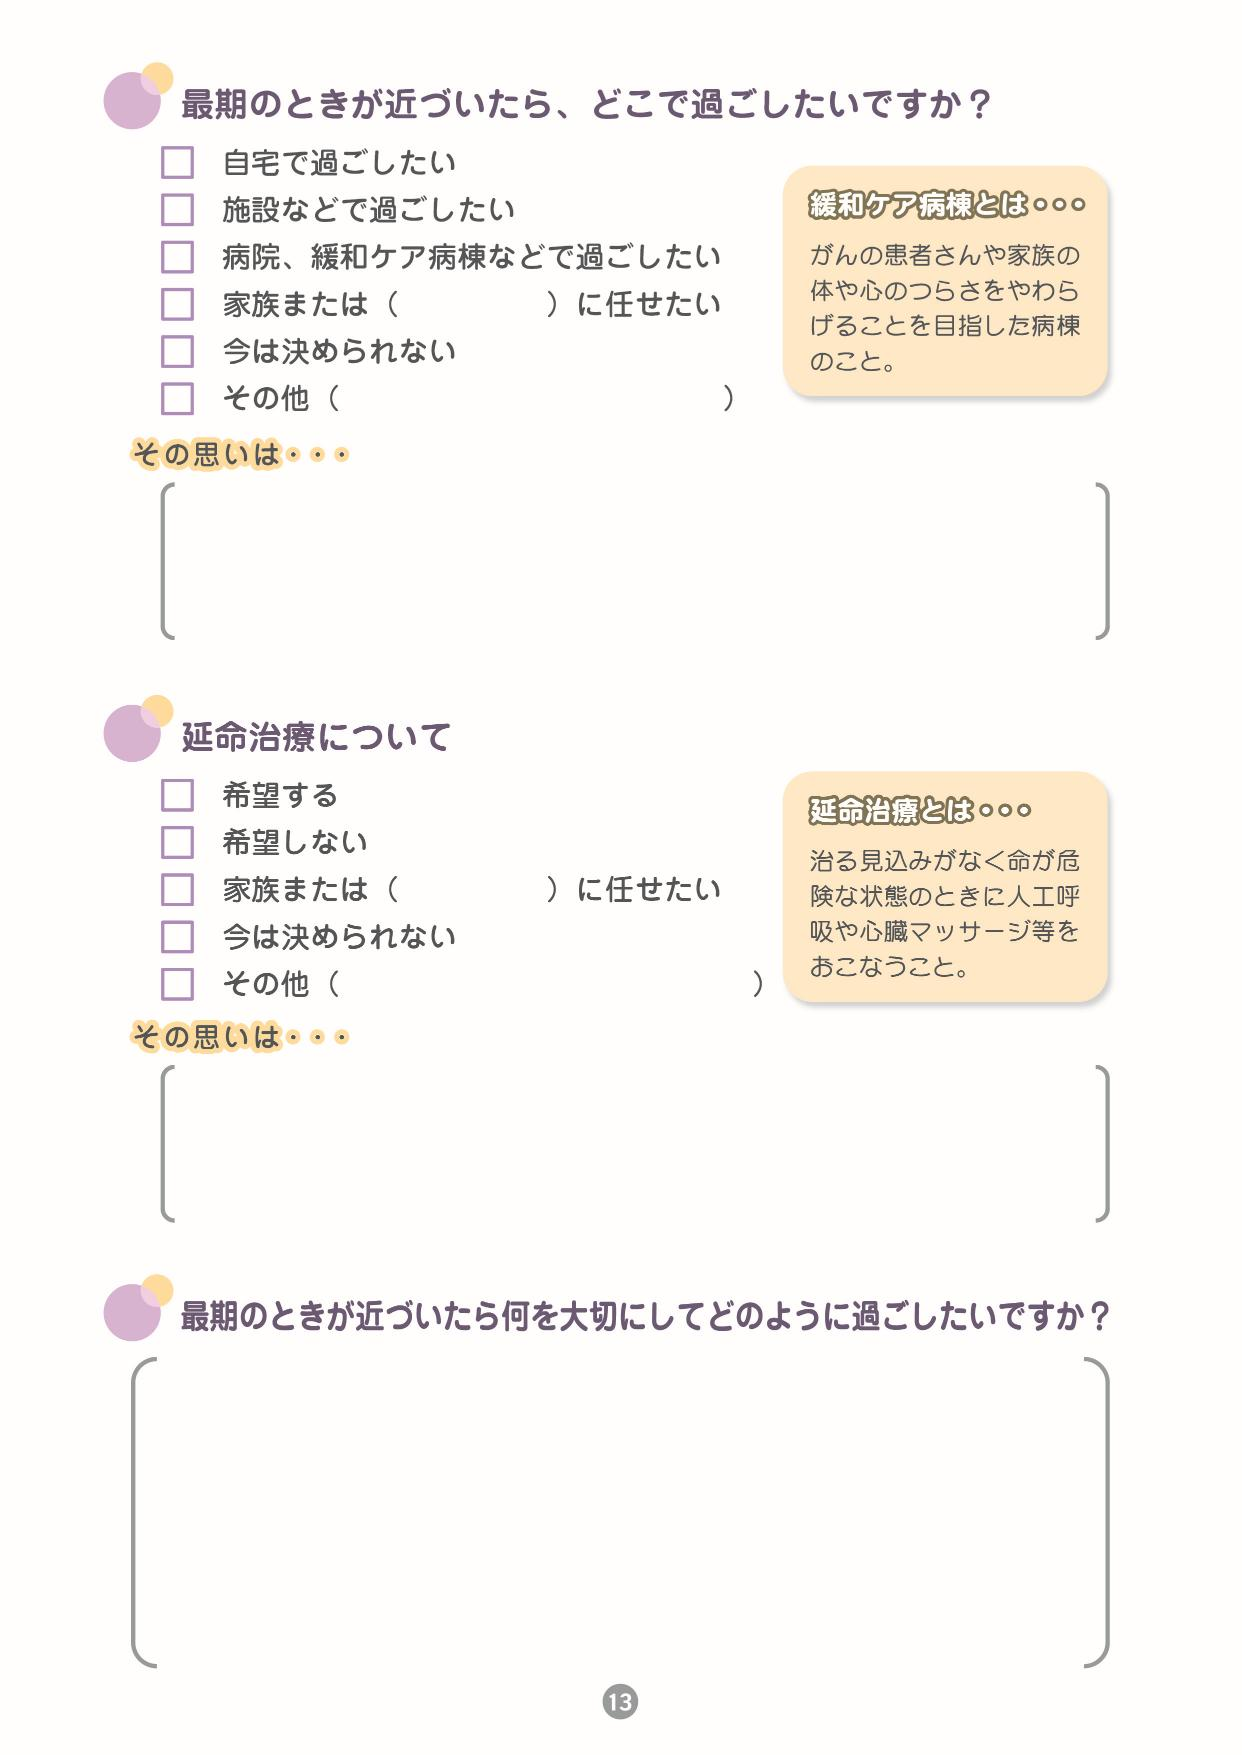 最期のときが近づいたら、どこで過ごしたいですか？
自宅で過ごしたい
施設などで過ごしたい
病院、緩和ケア病棟などで過ごしたい
家族または（　　　　　）に任せたい
今は決められない
その他（　　　　　　　　　　　　　）
緩和ケア病棟とは・・・
がんの患者さんや家族の
体や心のつらさをやわら
げることを目指した病棟
のこと。
その思いは・・・
延命治療について
希望する
希望しない
家族または（　　　　　）に任せたい
今は決められない
その他（　　　　　　　　　　　　　　）
延命治療とは・・・
治る見込みがなく命が危
険な状態のときに人工呼
吸や心臓マッサージ等を
おこなうこと。
その思いは・・・
最期のときが近づいたら何を大切にしてどのように過ごしたいですか？
13